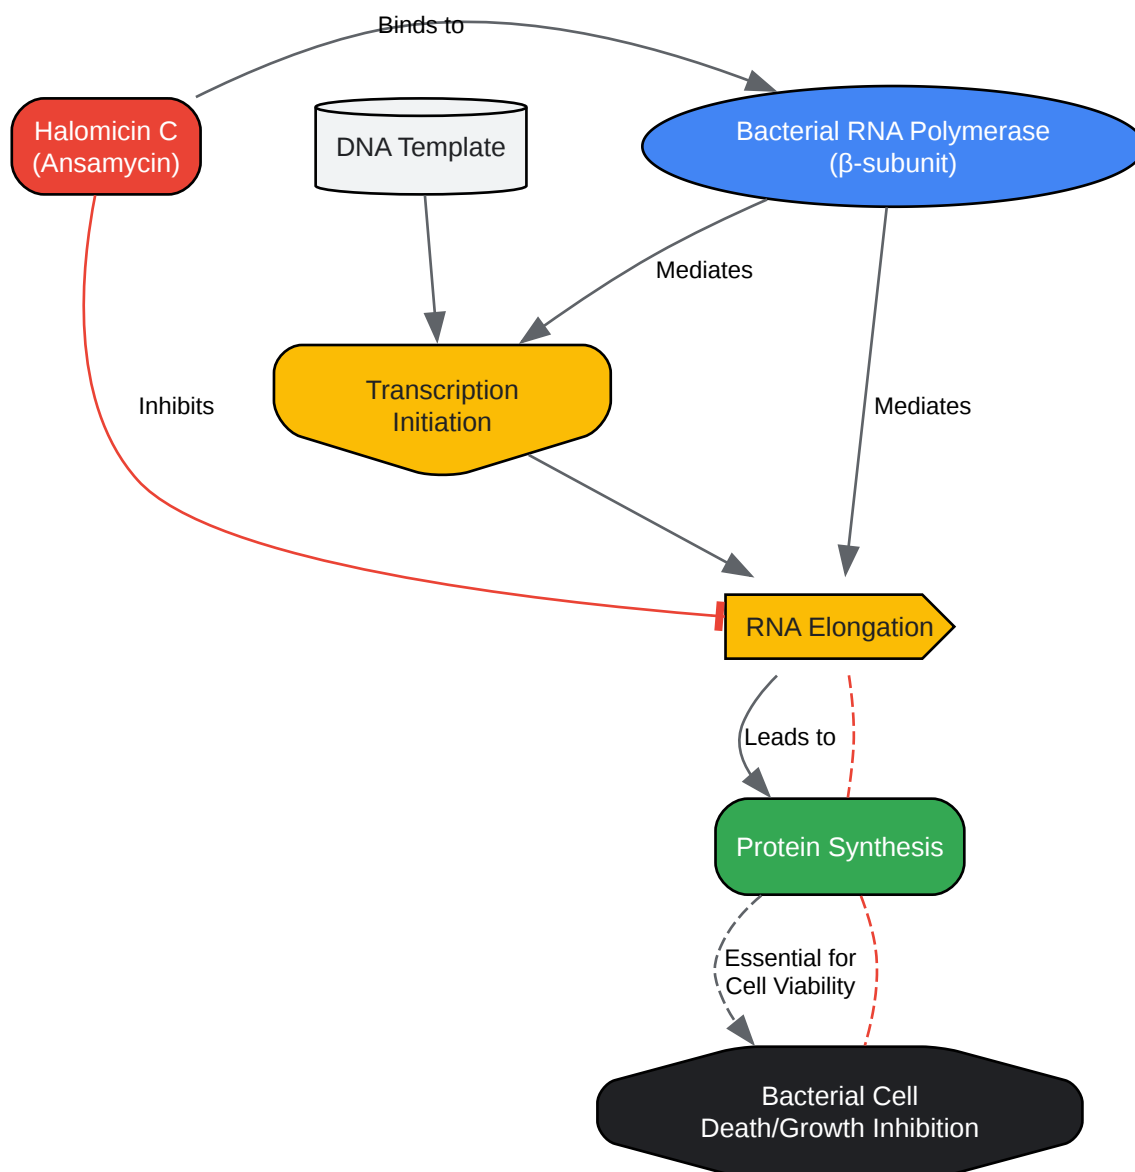 Binds to
Halomicin C
(Ansamycin)
DNA Template
Bacterial RNA Polymerase
(β-subunit)
Mediates
Transcription
Initiation
Inhibits
Mediates
RNA Elongation
Leads to
Protein Synthesis
Essential for
Cell Viability
Bacterial Cell
Death/Growth Inhibition